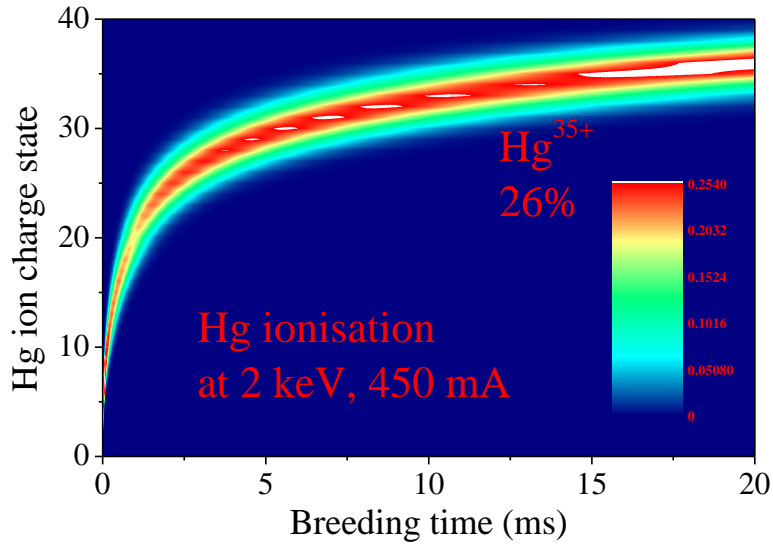 40
30
20
10
0
Hg ion charge state
Hg35+
26%
0.2540
0.2032
0.1524
0.1016
0.05080
0
Hg ionisation
at 2 keV, 450 mA
0 5 10 15 20
Breeding time (ms)